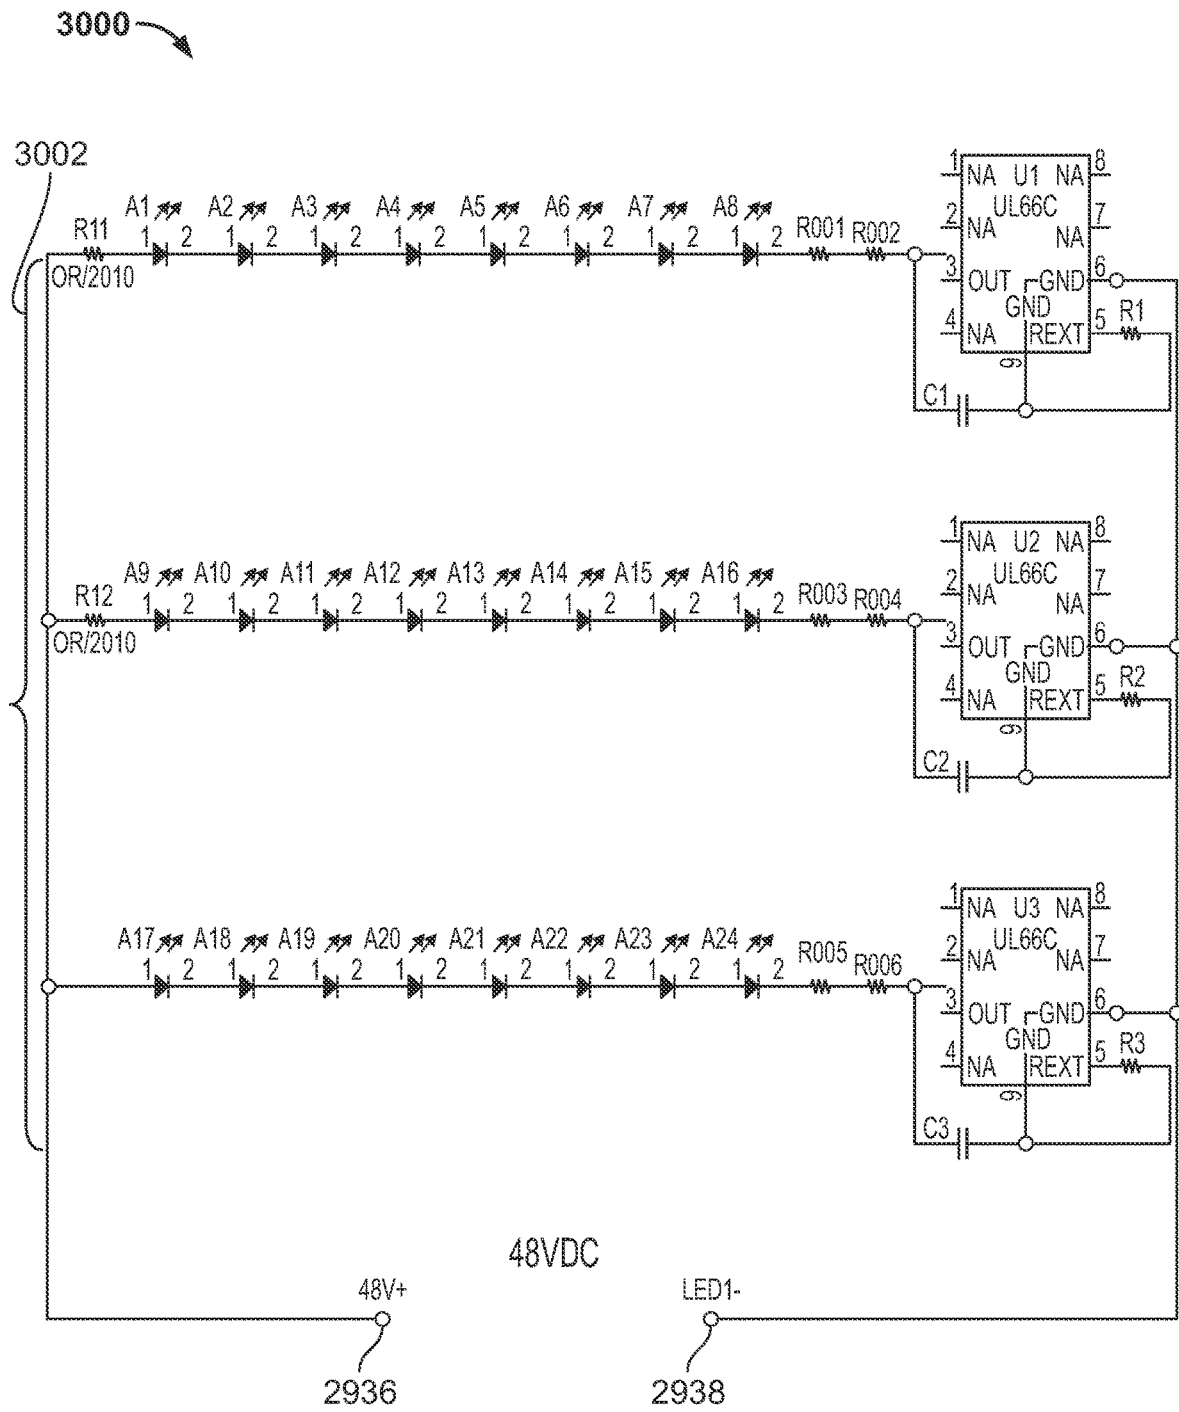 3000
3002
A1 A2 A3 A4 A5 A6 A7 A8
R11 1 2 1 2 1 2 1 2 1 2 1 2 1 2 1 2 R001 R002
OR/2010
1 NA U1 NA 8
UL66C
2 NA NA 7
3 OUT GND 6
GND
4 NA REXT 5 R1
9
C1
A9 A10 A11 A12 A13 A14 A15 A16
R12 1 2 1 2 1 2 1 2 1 2 1 2 1 2 1 2 R003 R004
OR/2010
1 NA U2 NA 8
UL66C
2 NA NA 7
3 OUT GND 6
GND
4 NA REXT 5 R2
9
C2
A17 A18 A19 A20 A21 A22 A23 A24
1 2 1 2 1 2 1 2 1 2 1 2 1 2 1 2 R005 R006
1 NA U3 NA 8
UL66C
2 NA NA 7
3 OUT GND 6
GND
4 NA REXT 5 R3
9
C3
48VDC
48V+ LED1-
2936 2938